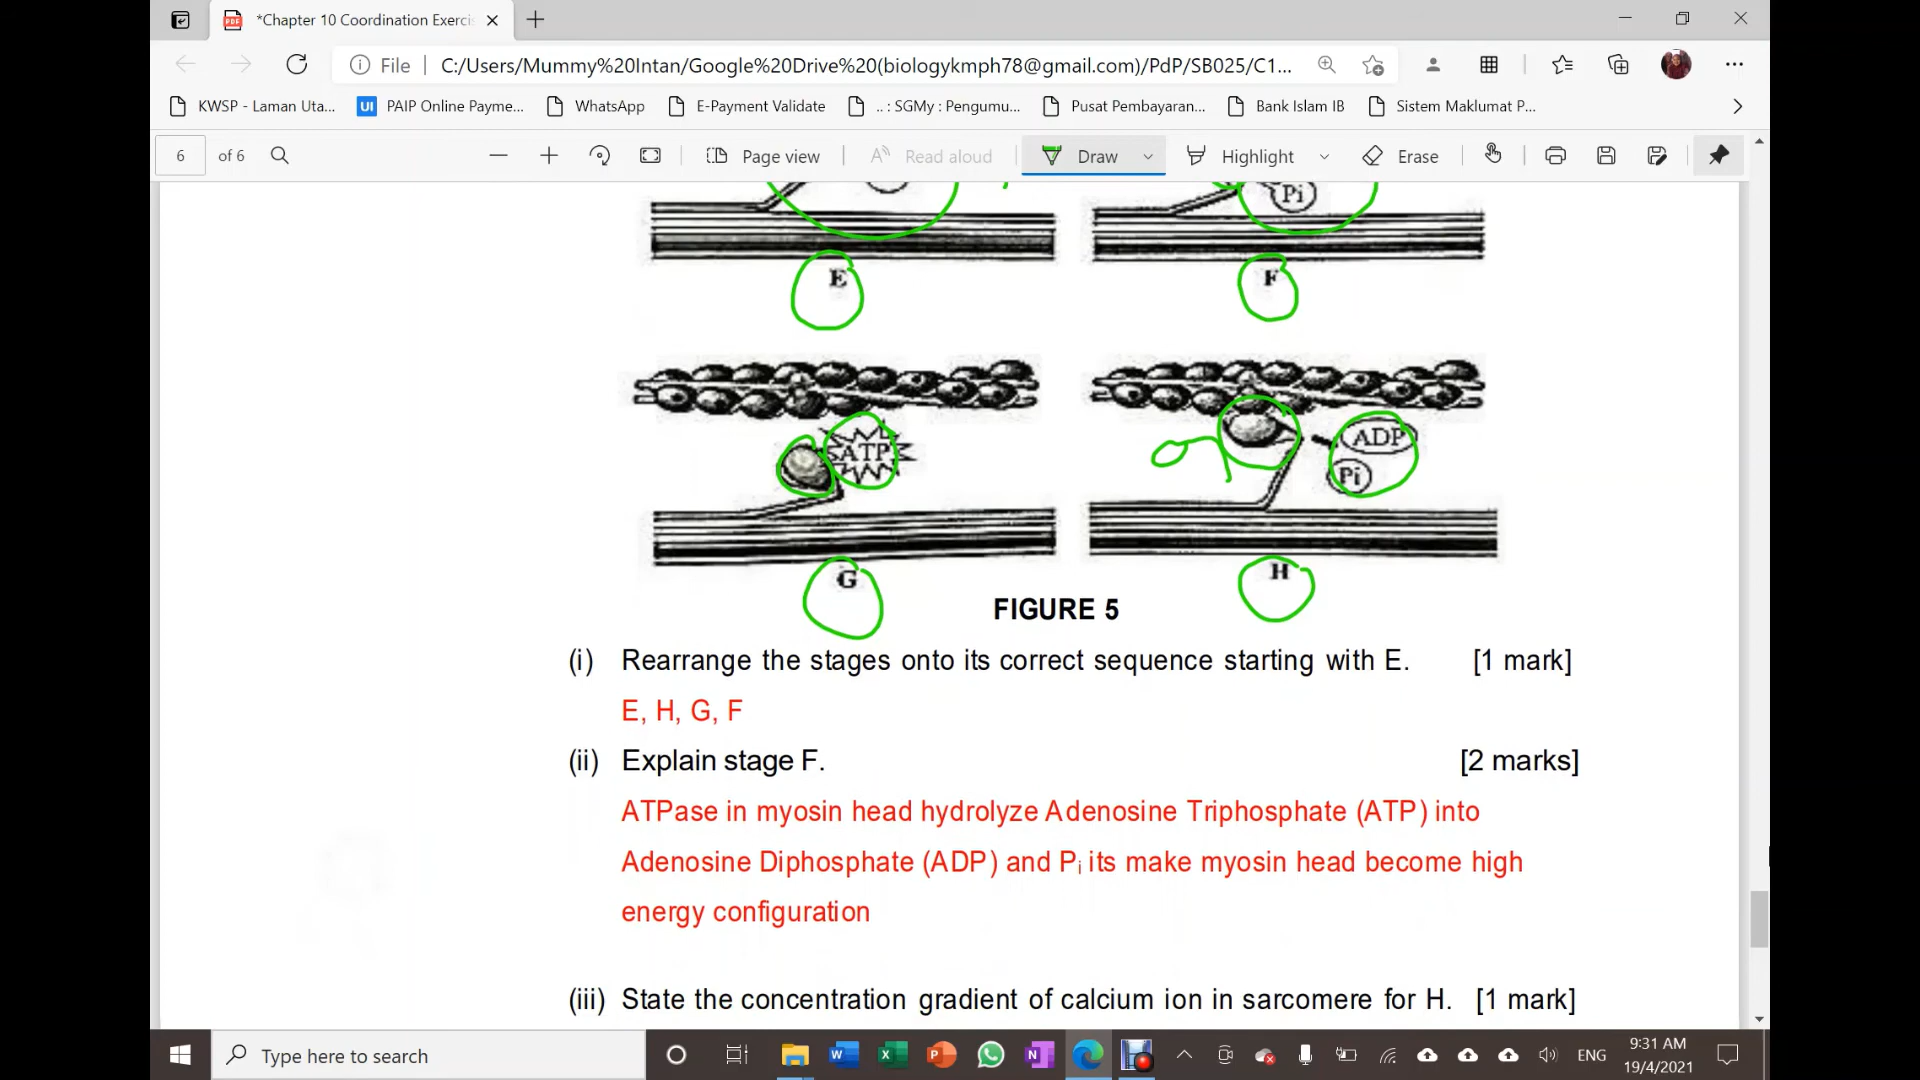 *Chapter 10 Coordination Exerci
File
C:/Users/Mummy%20Intan/Google%20Drive%20(biologykmph78@gmail.com)/PdP/SB025/C1...
KWSP - Laman Uta...
UI PAIP Online Payme...
WhatsApp
E-Payment Validate
.. : SGMy : Pengumu...
Pusat Pembayaran...
Bank Islam IB
Sistem Maklumat P...
6 of 6
Page view
Read aloud
Draw
Highlight
Erase
Pi
E
F
ATP
ADP
Pi
G
H
FIGURE 5
(i) Rearrange the stages onto its correct sequence starting with E. [1 mark]
E, H, G, F
(ii) Explain stage F. [2 marks]
ATPase in myosin head hydrolyze Adenosine Triphosphate (ATP) into
Adenosine Diphosphate (ADP) and Pi its make myosin head become high
energy configuration
(iii) State the concentration gradient of calcium ion in sarcomere for H. [1 mark]
Type here to search
ENG
9:31 AM
19/4/2021